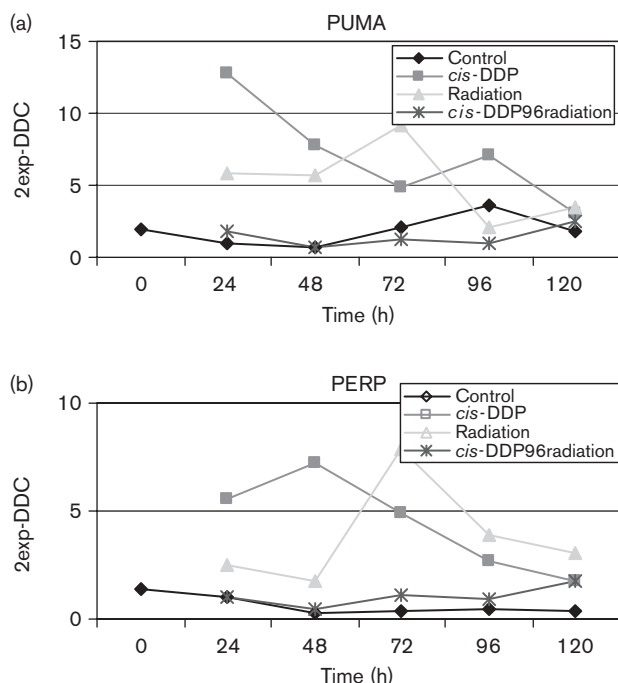 (a)
PUMA
15
10
5
0
2exp-DDC
Control
cis-DDP
Radiation
cis-DDP96radiation
0 24 48 72 96 120
Time (h)
(b)
PERP
10
5
0
2exp-DDC
Control
cis-DDP
Radiation
cis-DDP96radiation
0 24 48 72 96 120
Time (h)